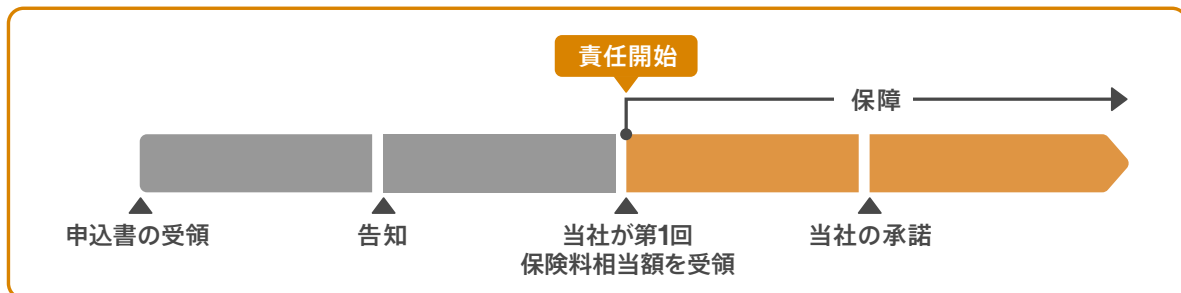 責任開始
保障
申込書の受領
告知
当社が第1回
保険料相当額を受領
当社の承諾